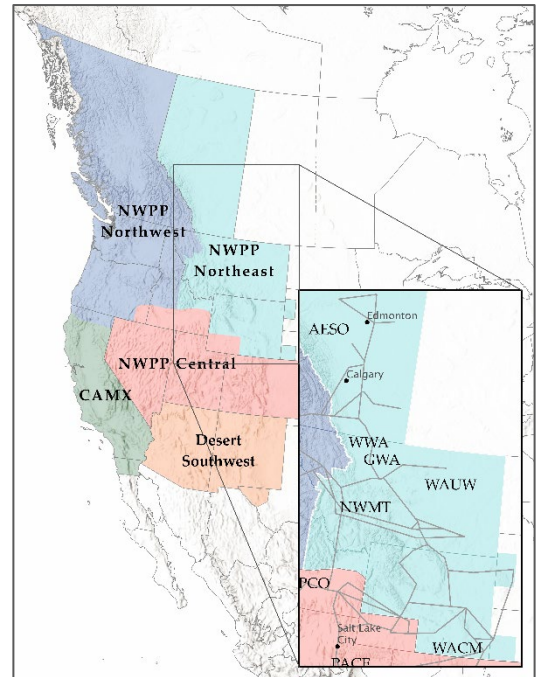 NWPP
Northwest
NWPP
Northeast
NWPP Central
CAMX
Desert
Southwest
AESO
Edmonton
Calgary
WWA
GWA
WAUW
NWMT
PCO
Salt Lake
City
WACM
PACE